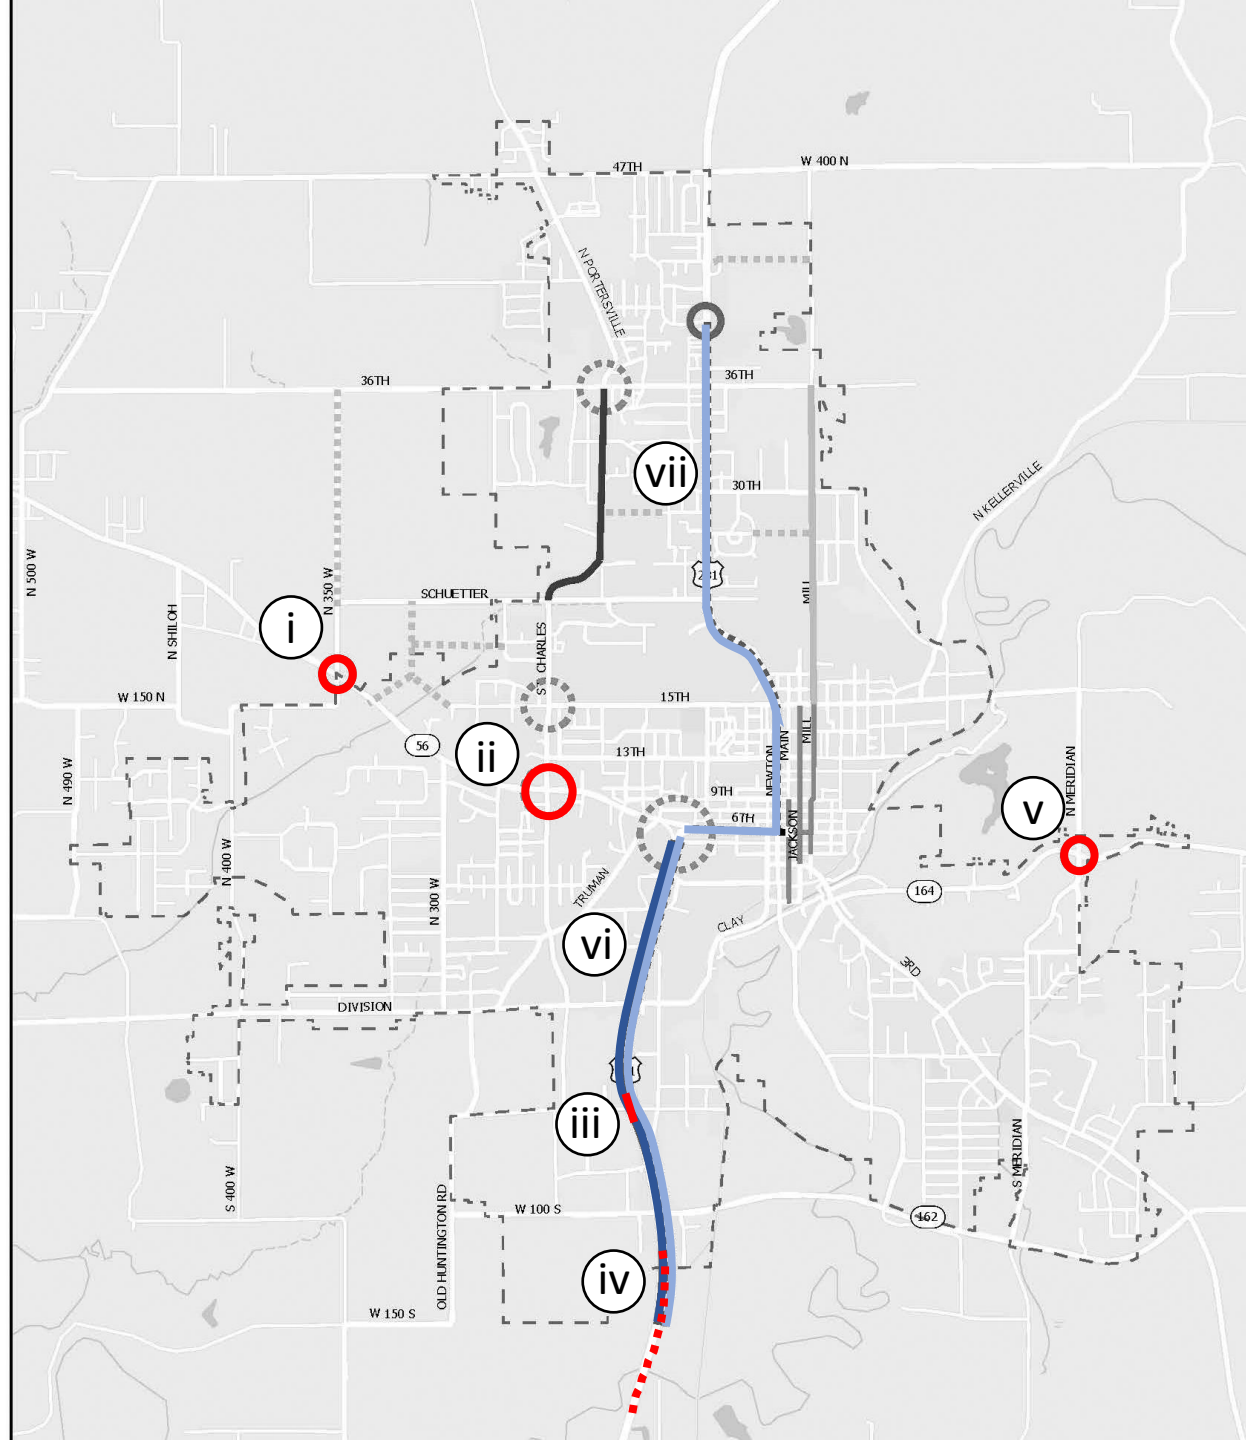 47TH
W 400 N
N PORTERSVILLE
36TH
36TH
vii
30TH
N KELLERVILLE
N 500 W
N 350 W
SCHUETTER
MILL
N SHILOH
i
ST. CHARLES
W 150 N
15TH
56
ii
13TH
NEWTON
MAIN
MILL
N 490 W
9TH
6TH
v
N MERIDIAN
JACKSON
N 400 W
N 300 W
TRUMAN
164
CLAY
vi
3RD
DIVISION
iii
S 400 W
OLD HUNTINGTON RD
W 100 S
S MERIDIAN
162
iv
W 150 S